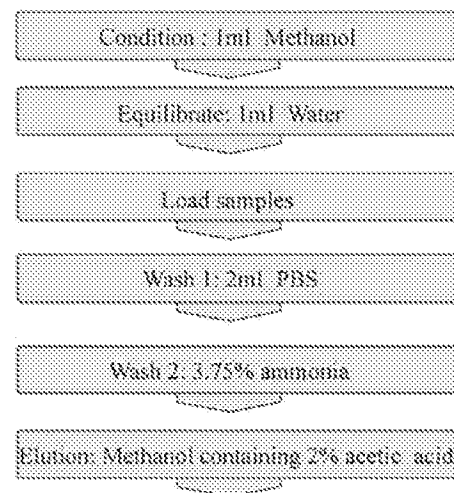 Condition : 1ml Methanol
Equilibrate: 1ml Water
Load samples
Wash 1: 2ml PBS
Wash 2: 3.75% ammonia
Elution: Methanol containing 2% acetic acid